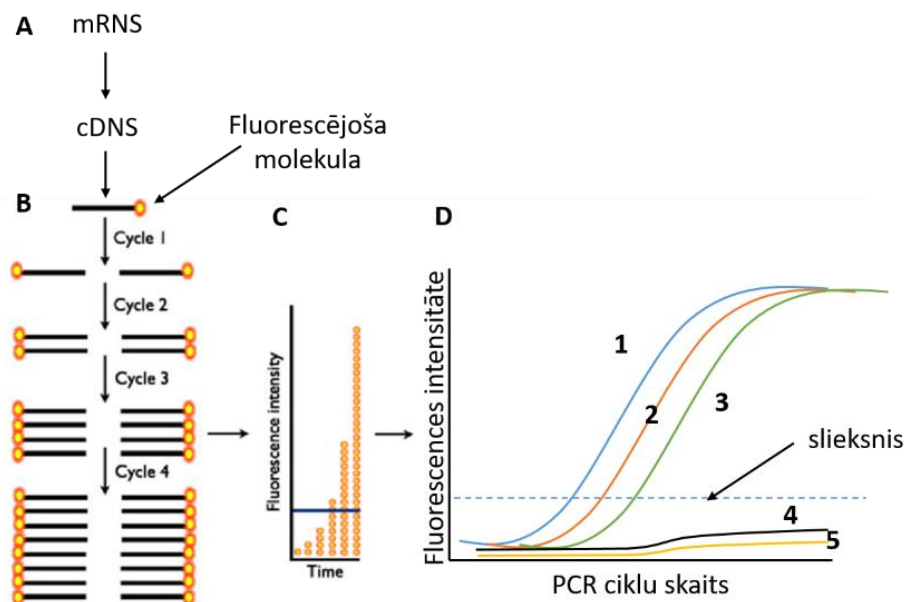 A
mRNS
cDNS
Fluorescējoša
molekula
B
Cycle 1
Cycle 2
Cycle 3
Cycle 4
C
Fluorescence intensity
Time
D
Fluorescences intensitāte
1
2
3
slieksnis
4
5
PCR ciklu skaits